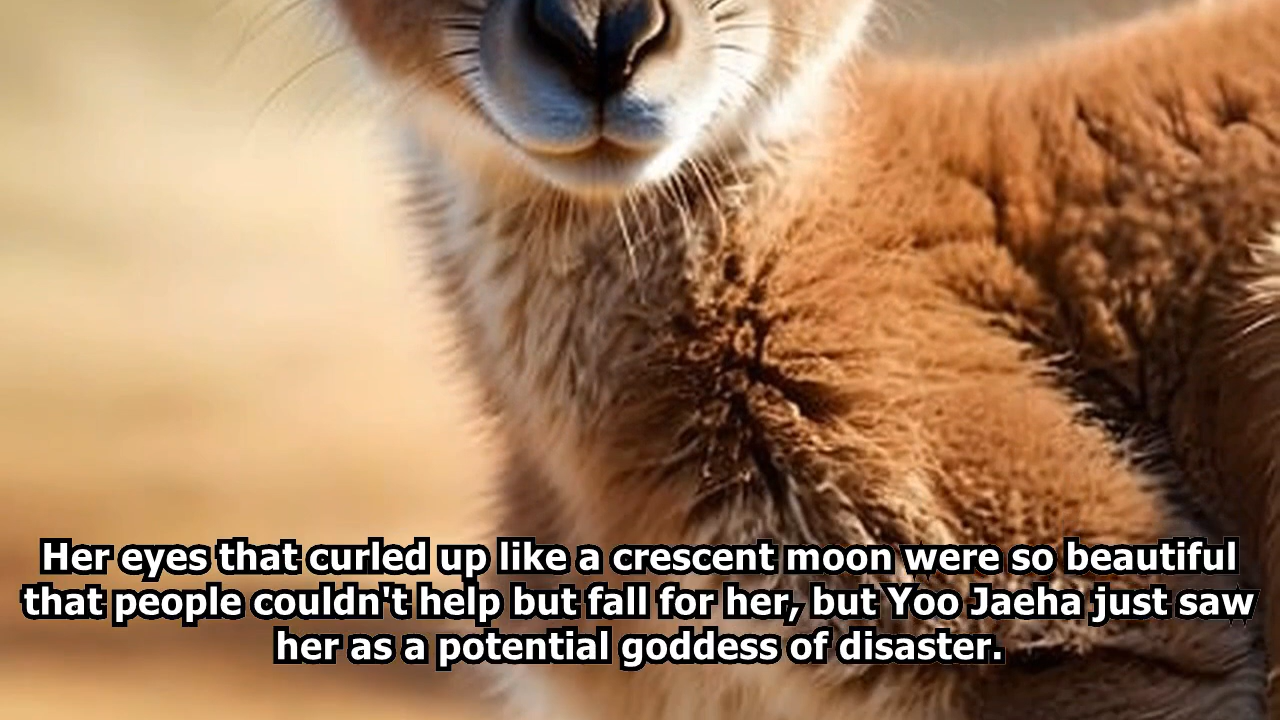 Her eyes that curled up like a crescent moon were so beautiful
that people couldn't help but fall for her, but Yoo Jaeha just saw
her as a potential goddess of disaster.